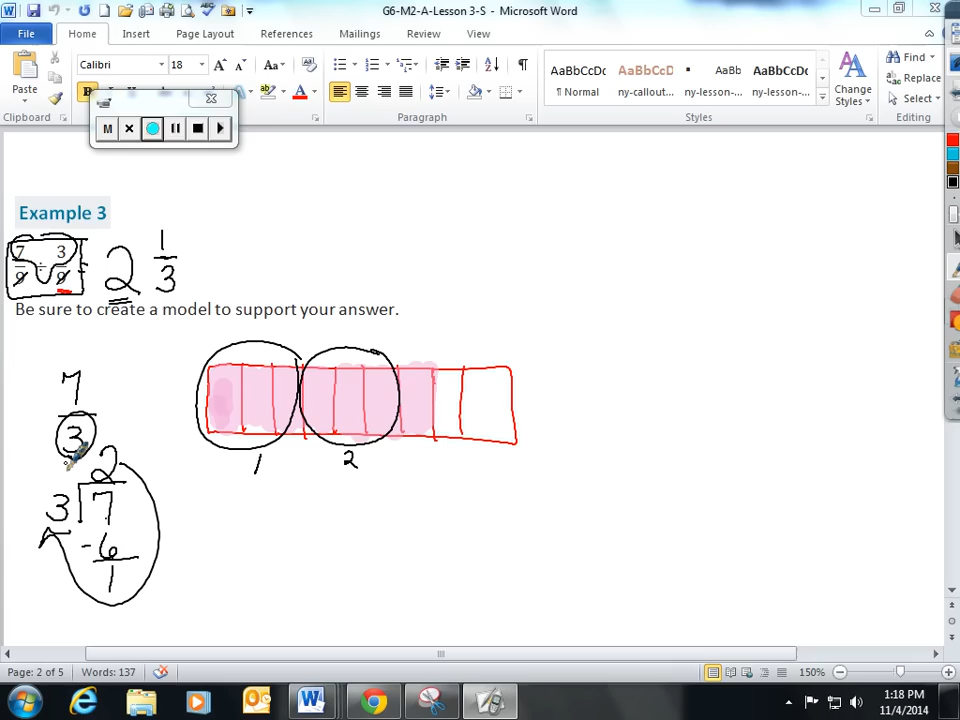 G6-M2-A-Lesson 3-S - Microsoft Word
File Home Insert Page Layout References Mailings Review View
Calibri 18 Aa AaBbCcDc AaBbCcD AaBb AaBbCcDc Find
Paste B A Replace
¶ Normal ny-callout... ny-lesson-... ny-lesson-... Change Styles Select
Clipboard Paragraph Styles Editing
M
Example 3
7/9 ÷ 3/9 = 2 1/3
Be sure to create a model to support your answer.
7
3
1 2
2
3 7
-6
1
Page: 2 of 5 Words: 137 150%
1:18 PM
11/4/2014